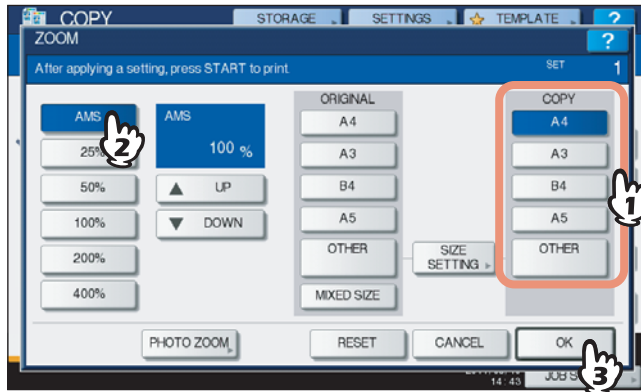 COPY STORAGE SETTINGS TEMPLATE ?
ZOOM ?
After applying a setting, press START to print. SET 1
ORIGINAL COPY
AMS AMS A4 A4
25% 100 % A3 A3
50% UP B4 B4
100% DOWN A5 A5
200% OTHER SIZE SETTING OTHER
400% MIXED SIZE
PHOTO ZOOM RESET CANCEL OK
14:43 JOB S
1
2
3